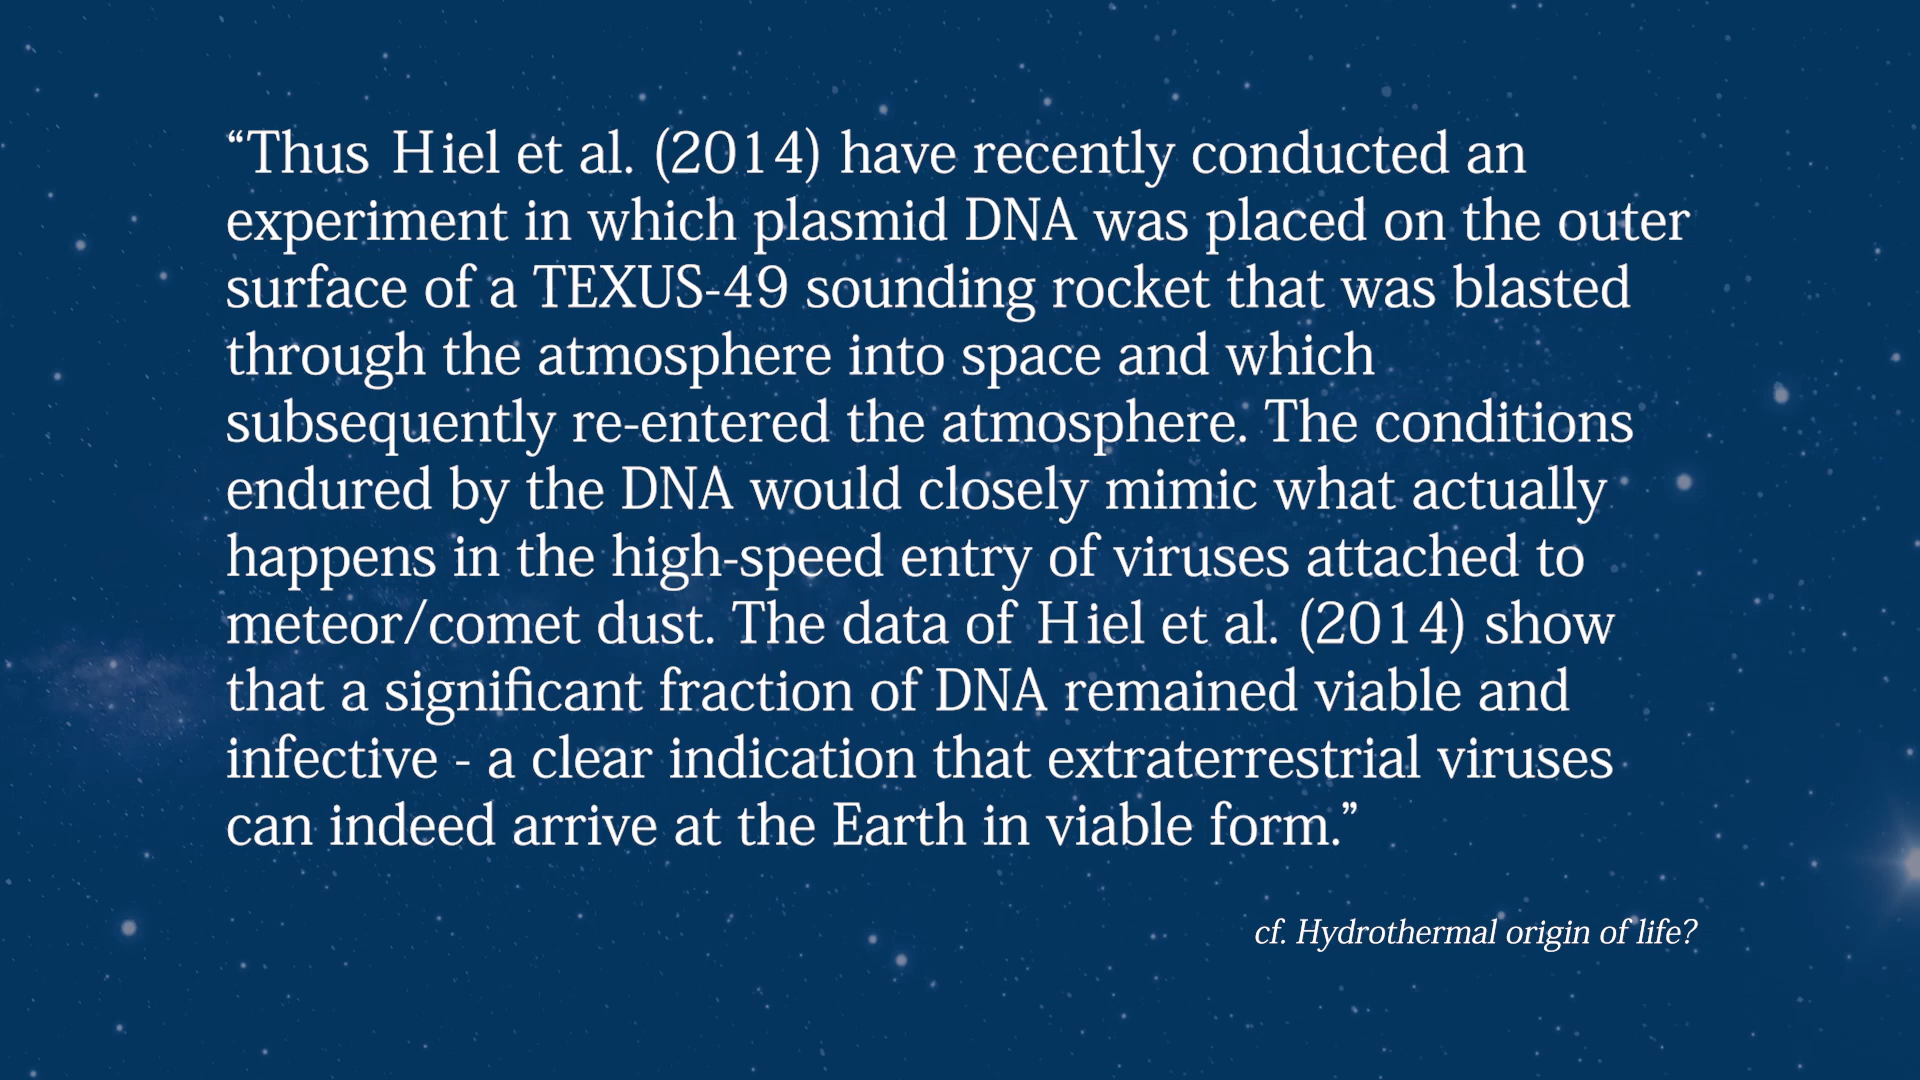 “Thus Hiel et al. (2014) have recently conducted an
experiment in which plasmid DNA was placed on the outer
surface of a TEXUS-49 sounding rocket that was blasted
through the atmosphere into space and which
subsequently re-entered the atmosphere. The conditions
endured by the DNA would closely mimic what actually
happens in the high-speed entry of viruses attached to
meteor/comet dust. The data of Hiel et al. (2014) show
that a significant fraction of DNA remained viable and
infective - a clear indication that extraterrestrial viruses
can indeed arrive at the Earth in viable form.”
cf. Hydrothermal origin of life?